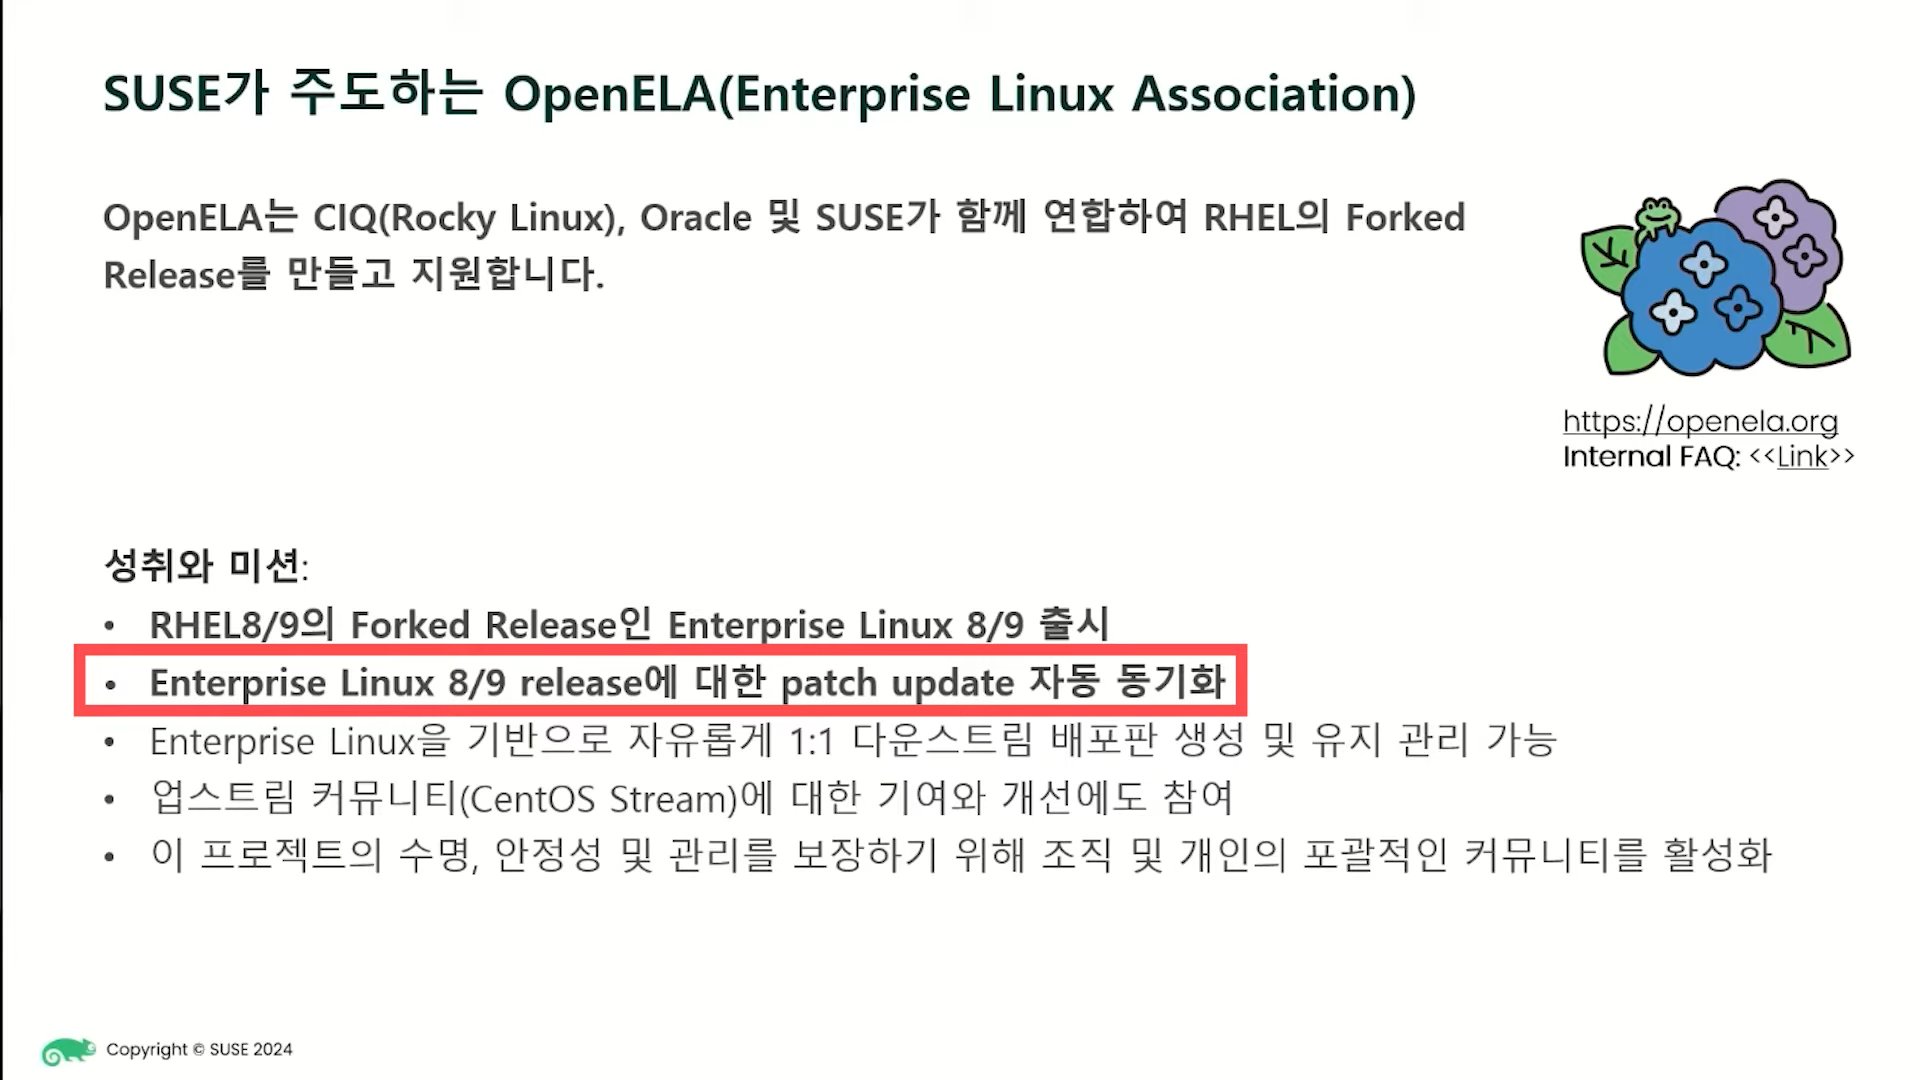 SUSE가 주도하는 OpenELA(Enterprise Linux Association)
OpenELA는 CIQ(Rocky Linux), Oracle 및 SUSE가 함께 연합하여 RHEL의 Forked
Release를 만들고 지원합니다.
https://openela.org
Internal FAQ: <<Link>>
성취와 미션:
• RHEL8/9의 Forked Release인 Enterprise Linux 8/9 출시
• Enterprise Linux 8/9 release에 대한 patch update 자동 동기화
• Enterprise Linux을 기반으로 자유롭게 1:1 다운스트림 배포판 생성 및 유지 관리 가능
• 업스트림 커뮤니티(CentOS Stream)에 대한 기여와 개선에도 참여
• 이 프로젝트의 수명, 안정성 및 관리를 보장하기 위해 조직 및 개인의 포괄적인 커뮤니티를 활성화
Copyright © SUSE 2024